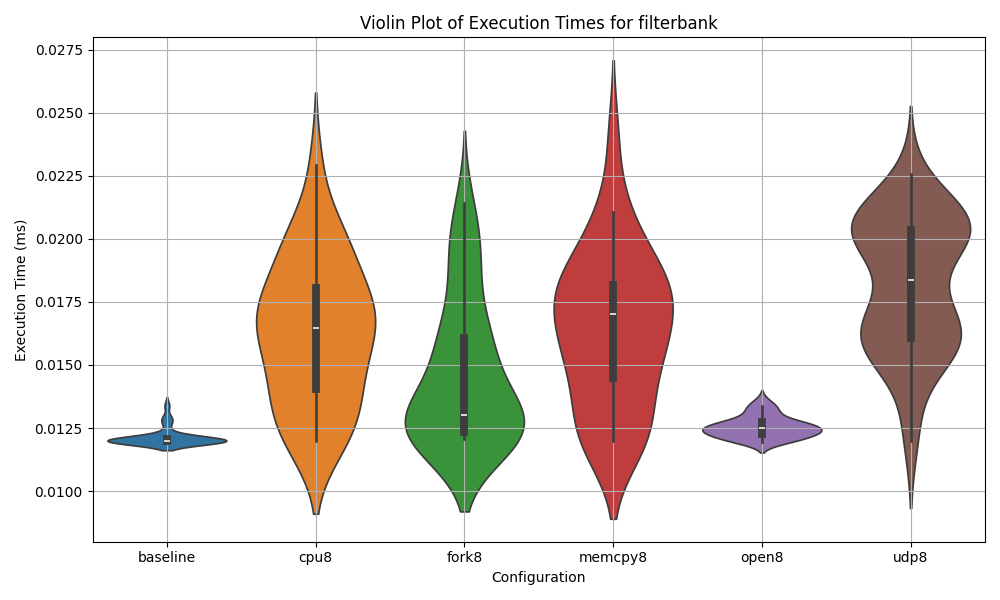 Violin Plot of Execution Times for filterbank
Execution Time (ms)
0.0275
0.0250
0.0225
0.0200
0.0175
0.0150
0.0125
0.0100
baseline cpu8 fork8 memcpy8 open8 udp8
Configuration